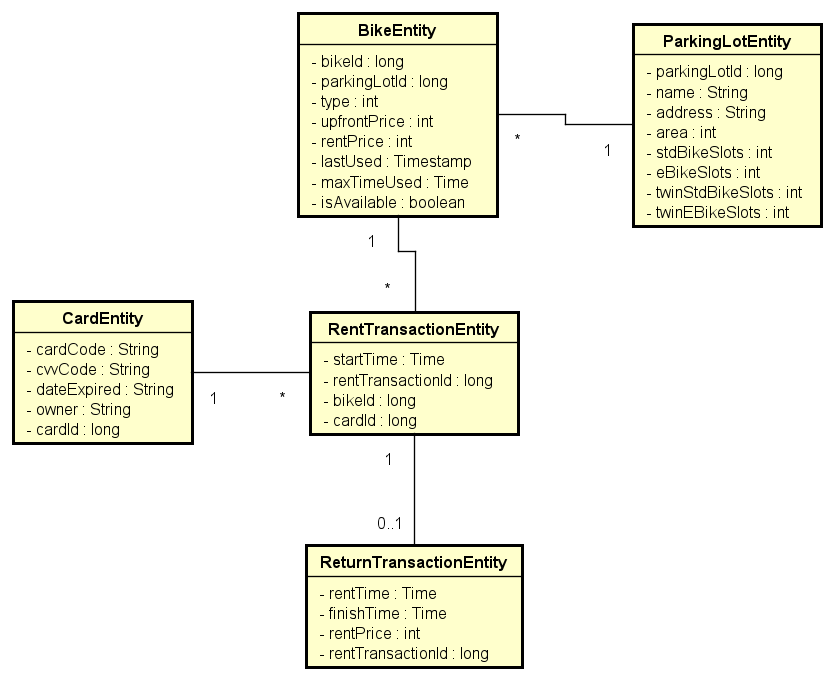 BikeEntity
- bikeId : long
- parkingLotId : long
- type : int
- upfrontPrice : int
- rentPrice : int
- lastUsed : Timestamp
- maxTimeUsed : Time
- isAvailable : boolean
ParkingLotEntity
- parkingLotId : long
- name : String
- address : String
- area : int
- stdBikeSlots : int
- eBikeSlots : int
- twinStdBikeSlots : int
- twinEBikeSlots : int
*
1
1
*
CardEntity
- cardCode : String
- cvvCode : String
- dateExpired : String
- owner : String
- cardId : long
1
*
RentTransactionEntity
- startTime : Time
- rentTransactionId : long
- bikeId : long
- cardId : long
1
0..1
ReturnTransactionEntity
- rentTime : Time
- finishTime : Time
- rentPrice : int
- rentTransactionId : long